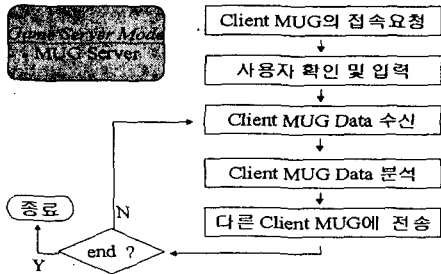 Game Server Mode
MUG Server
Client MUG의 접속요청
사용자 확인 및 입력
Client MUG Data 수신
Client MUG Data 분석
다른 Client MUG에 전송
종료
N
end ?
Y